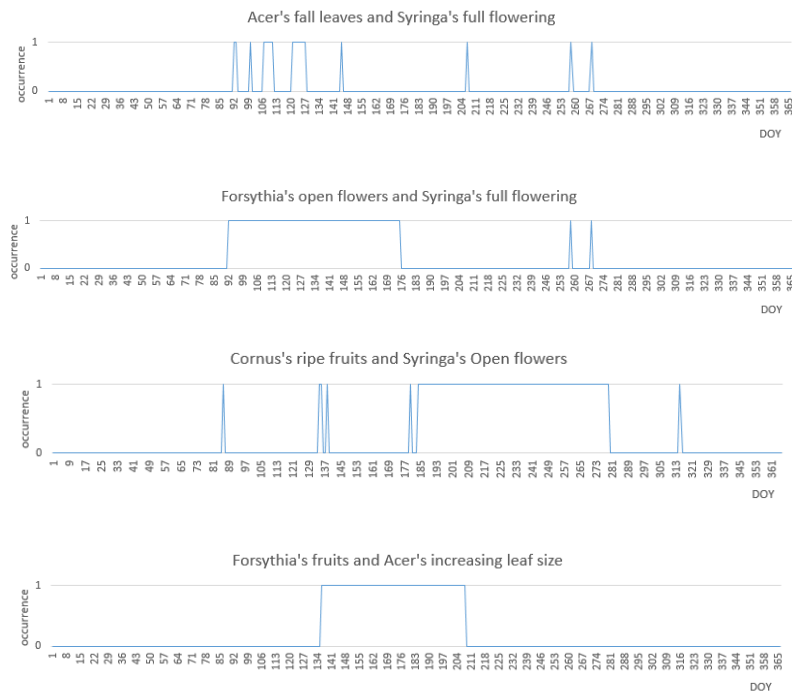 Acer's fall leaves and Syringa's full flowering
occurrence
1
0
1 8 15 22 29 36 43 50 57 64 71 78 85 92 99 106 113 120 127 134 141 148 155 162 169 176 183 190 197 204 211 218 225 232 239 246 253 260 267 274 281 288 295 302 309 316 323 330 337 344 351 358 365
DOY
Forsythia's open flowers and Syringa's full flowering
occurrence
1
0
1 8 15 22 29 36 43 50 57 64 71 78 85 92 99 106 113 120 127 134 141 148 155 162 169 176 183 190 197 204 211 218 225 232 239 246 253 260 267 274 281 288 295 302 309 316 323 330 337 344 351 358 365
DOY
Cornus's ripe fruits and Syringa's Open flowers
occurrence
1
0
1 9 17 25 33 41 49 57 65 73 81 89 97 105 113 121 129 137 145 153 161 169 177 185 193 201 209 217 225 233 241 249 257 265 273 281 289 297 305 313 321 329 337 345 353 361
DOY
Forsythia's fruits and Acer's increasing leaf size
occurrence
1
0
1 8 15 22 29 36 43 50 57 64 71 78 85 92 99 106 113 120 127 134 141 148 155 162 169 176 183 190 197 204 211 218 225 232 239 246 253 260 267 274 281 288 295 302 309 316 323 330 337 344 351 358 365
DOY